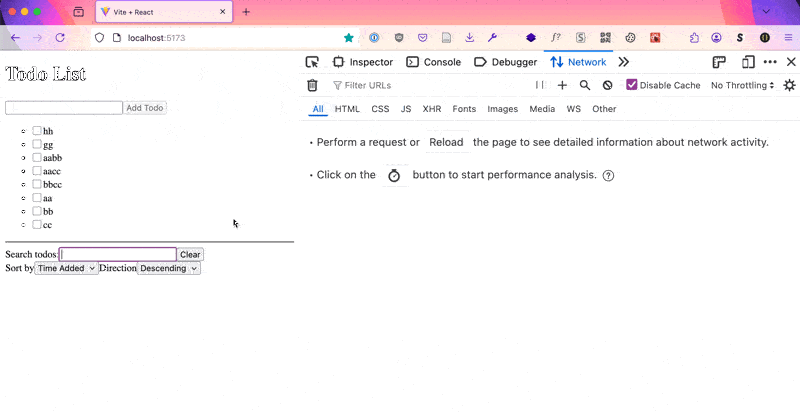 Vite + React
localhost:5173
Todo List
Add Todo
hh
gg
aabb
aacc
bbcc
aa
bb
cc
Search todos: Clear
Sort by Time Added Direction Descending
Inspector Console Debugger Network
Filter URLs Disable Cache No Throttling
All HTML CSS JS XHR Fonts Images Media WS Other
• Perform a request or Reload the page to see detailed information about network activity.
• Click on the button to start performance analysis. ?